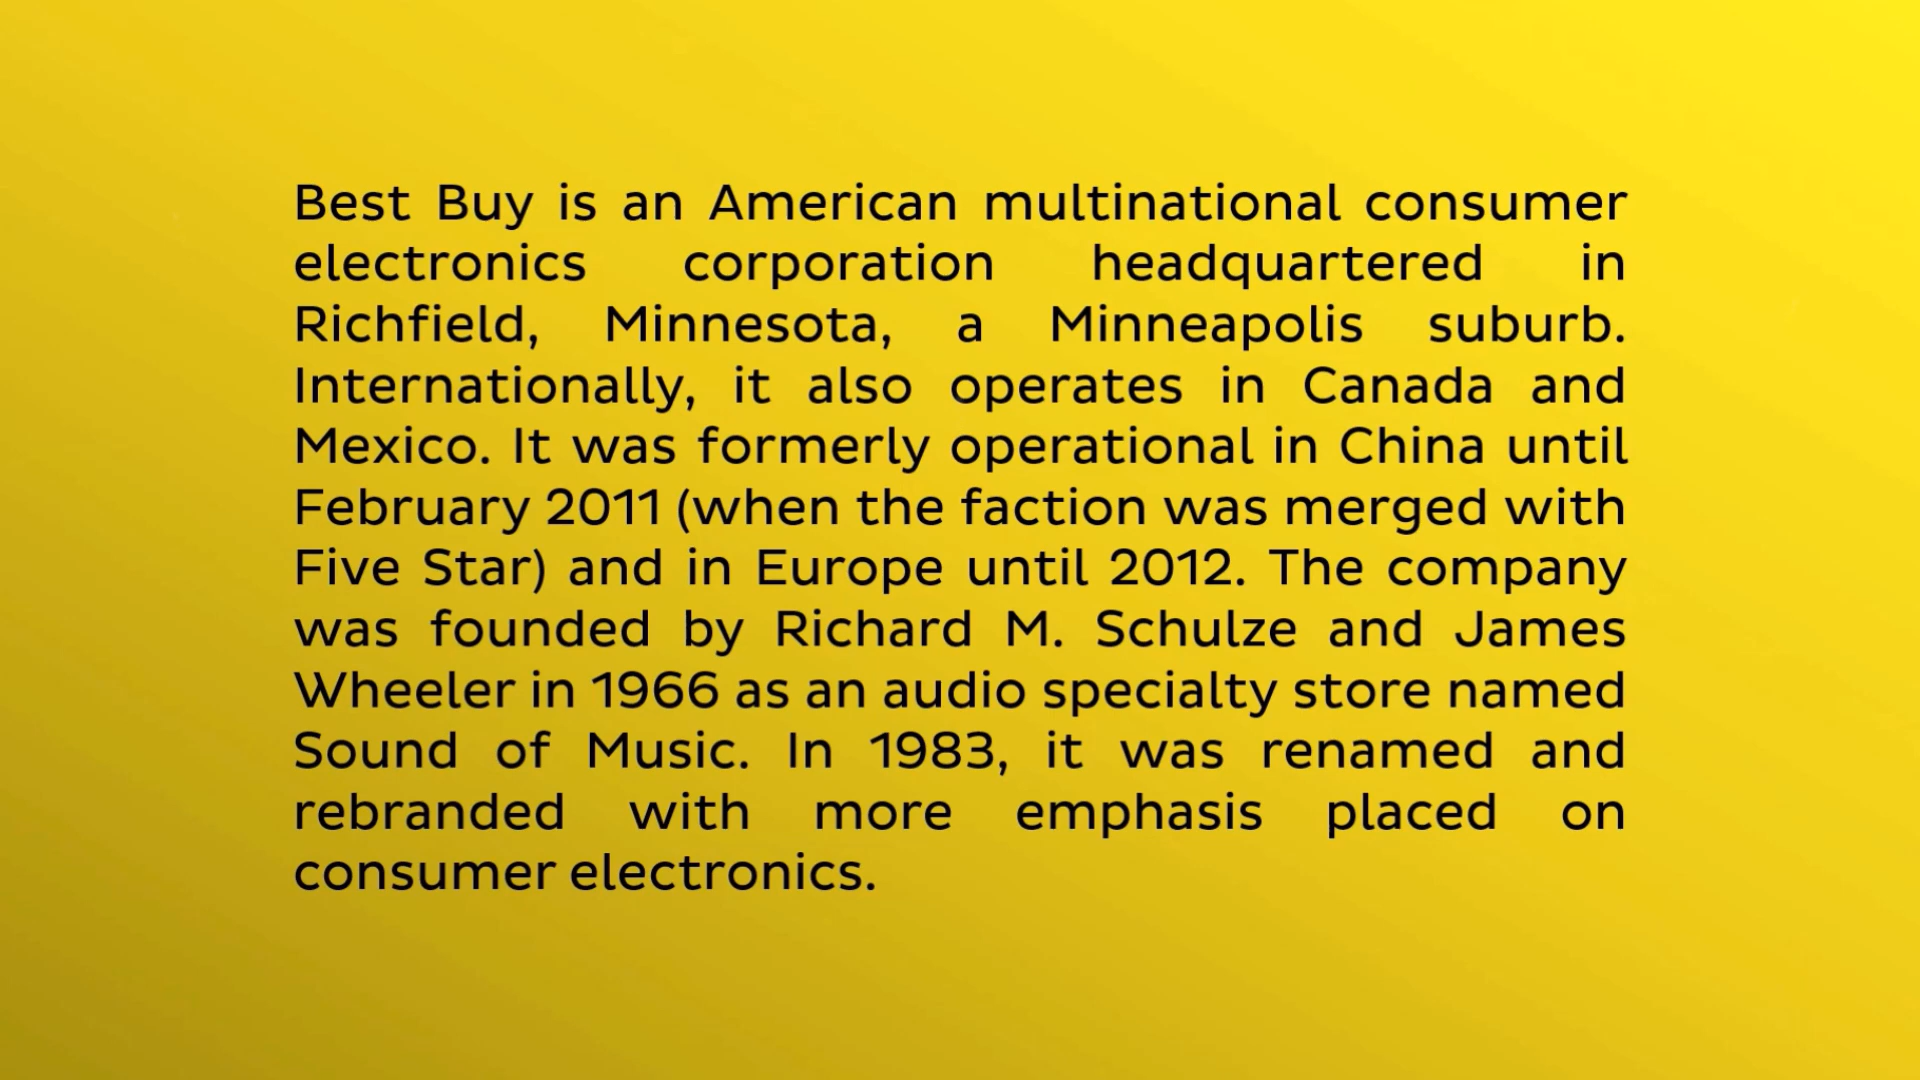 Best Buy is an American multinational consumer
electronics corporation headquartered in
Richfield, Minnesota, a Minneapolis suburb.
Internationally, it also operates in Canada and
Mexico. It was formerly operational in China until
February 2011 (when the faction was merged with
Five Star) and in Europe until 2012. The company
was founded by Richard M. Schulze and James
Wheeler in 1966 as an audio specialty store named
Sound of Music. In 1983, it was renamed and
rebranded with more emphasis placed on
consumer electronics.